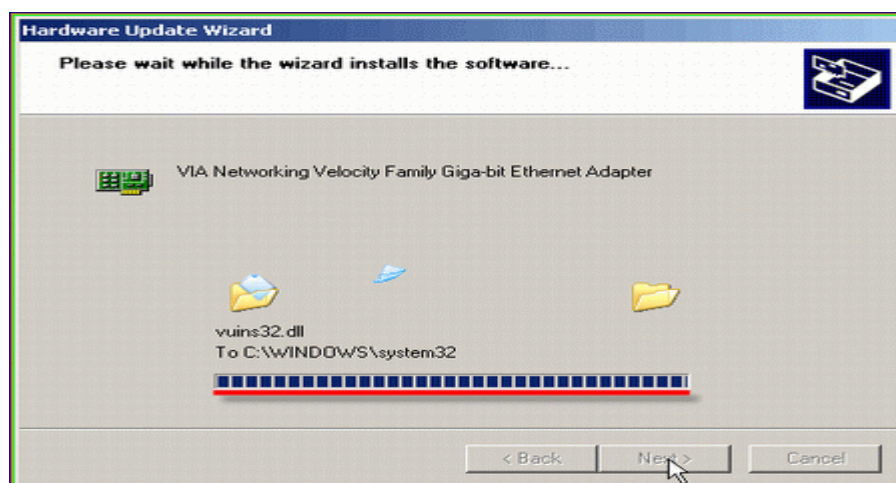 Hardware Update Wizard
Please wait while the wizard installs the software...
VIA Networking Velocity Family Giga-bit Ethernet Adapter
vuins32.dll
To C:\WINDOWS\system32
< Back
Next >
Cancel